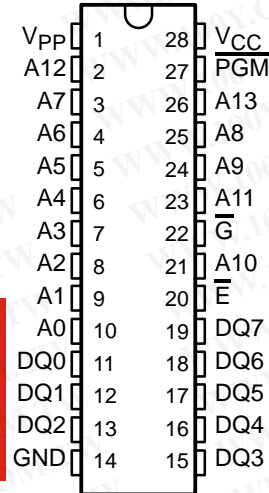 VPP 1 28 VCC
A12 2 27 PGM
A7 3 26 A13
A6 4 25 A8
A5 5 24 A9
A4 6 23 A11
A3 7 22 G
A2 8 21 A10
A1 9 20 E
A0 10 19 DQ7
DQ0 11 18 DQ6
DQ1 12 17 DQ5
DQ2 13 16 DQ4
GND 14 15 DQ3